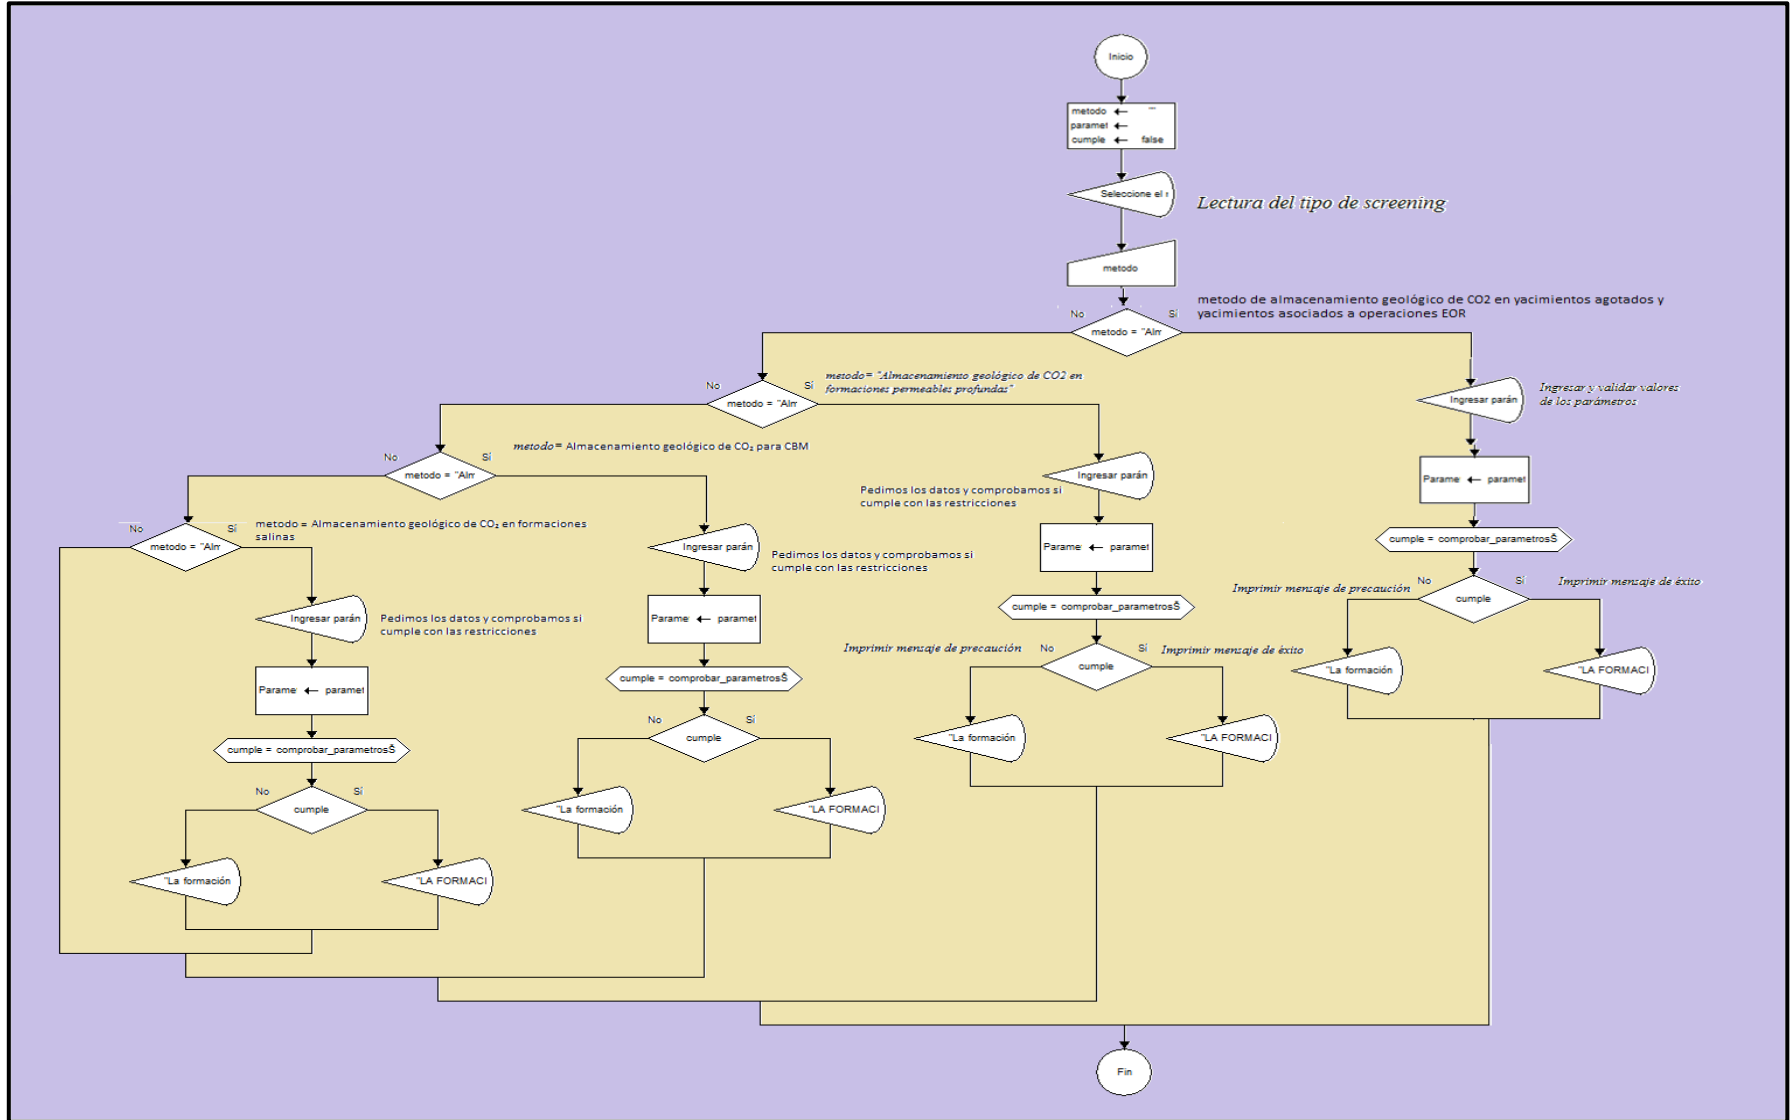 Inicio
metodo ← ""
paramet ←
cumple ← false
Seleccione el
Lectura del tipo de screening
metodo
metodo de almacenamiento geológico de CO2 en yacimientos agotados y
yacimientos asociados a operaciones EOR
No
Sí
metodo = "Alm
metodo= "Almacenamiento geológico de CO2 en
formaciones permeables profundas"
No
Sí
metodo = "Alm
Ingresar parán
Ingresar y validar valores
de los parámetros
metodo= Almacenamiento geológico de CO₂ para CBM
No
Sí
metodo = "Alm
Ingresar parán
Pedimos los datos y comprobamos si
cumple con las restricciones
Parame ← paramet
metodo = Almacenamiento geológico de CO₂ en formaciones
salinas
No
Sí
metodo = "Alm
Ingresar parán
Pedimos los datos y comprobamos si
cumple con las restricciones
Parame ← paramet
cumple = comprobar_parametrosŠ
Imprimir mensaje de precaución
No
Sí
Imprimir mensaje de éxito
cumple
Ingresar parán
Pedimos los datos y comprobamos si
cumple con las restricciones
Parame ← paramet
cumple = comprobar_parametrosŠ
Imprimir mensaje de precaución
No
Sí
Imprimir mensaje de éxito
cumple
"La formación
"LA FORMACI
Parame ← paramet
cumple = comprobar_parametrosŠ
No
Sí
cumple
"La formación
"LA FORMACI
cumple = comprobar_parametrosŠ
No
Sí
cumple
"La formación
"LA FORMACI
"La formación
"LA FORMACI
Fin